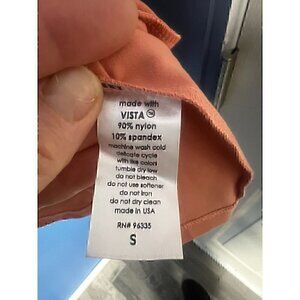 made with
VISTA™
90% nylon
10% spandex
machine wash cold
delicate cycle
with like colors
tumble dry low
do not bleach
do not use softener
do not iron
do not dry clean
made in USA
RN# 96335
S